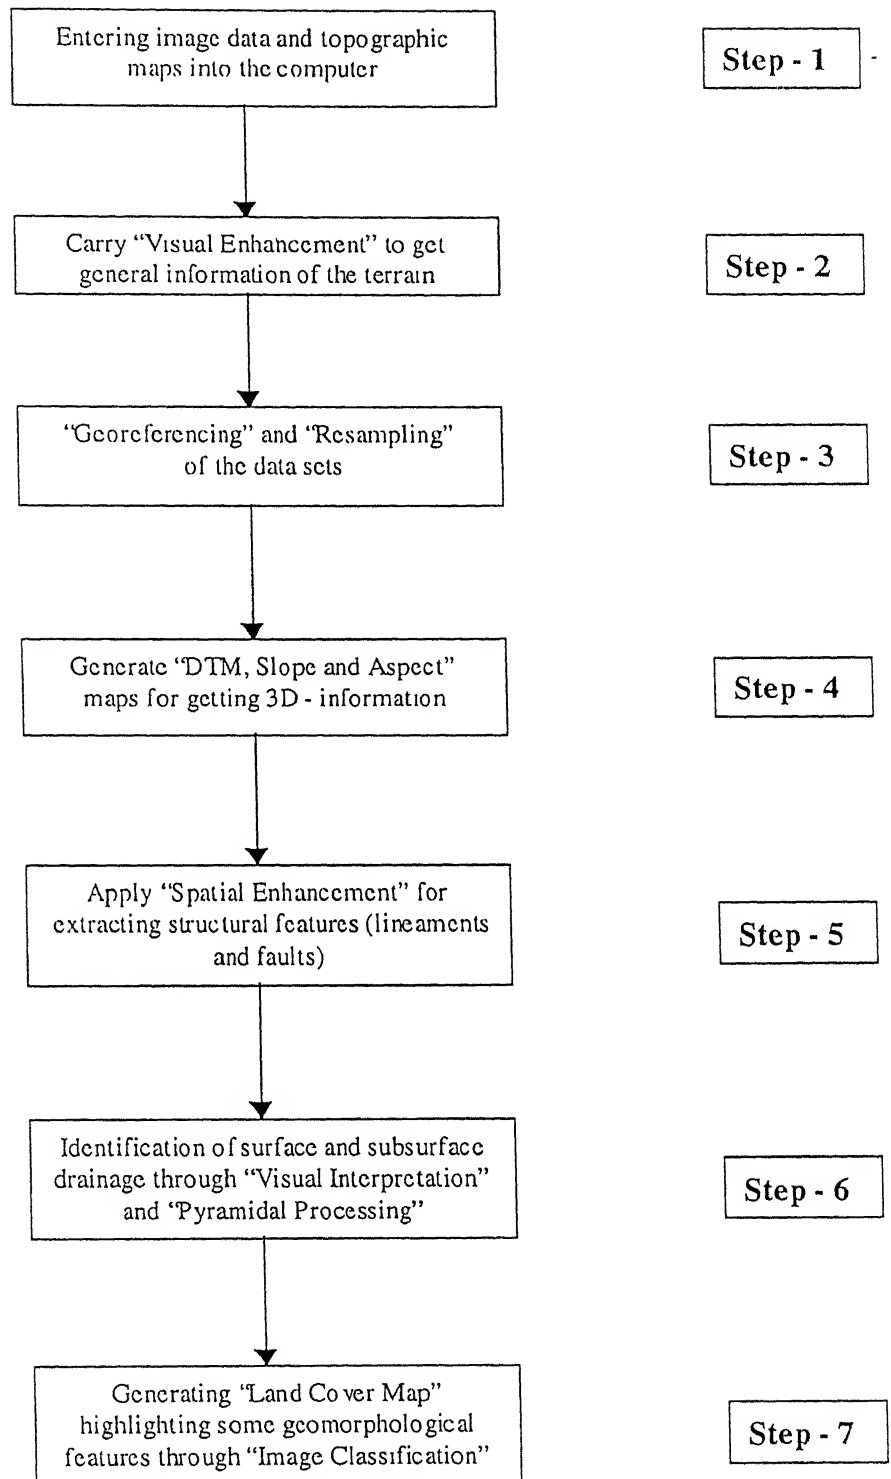 Entering image data and topographic
maps into the computer
Step - 1
Carry “Visual Enhancement” to get
general information of the terrain
Step - 2
“Georeferencing” and “Resampling”
of the data sets
Step - 3
Generate “DTM, Slope and Aspect”
maps for getting 3D - information
Step - 4
Apply “Spatial Enhancement” for
extracting structural features (lineaments
and faults)
Step - 5
Identification of surface and subsurface
drainage through “Visual Interpretation”
and “Pyramidal Processing”
Step - 6
Generating “Land Cover Map”
highlighting some geomorphological
features through “Image Classification”
Step - 7